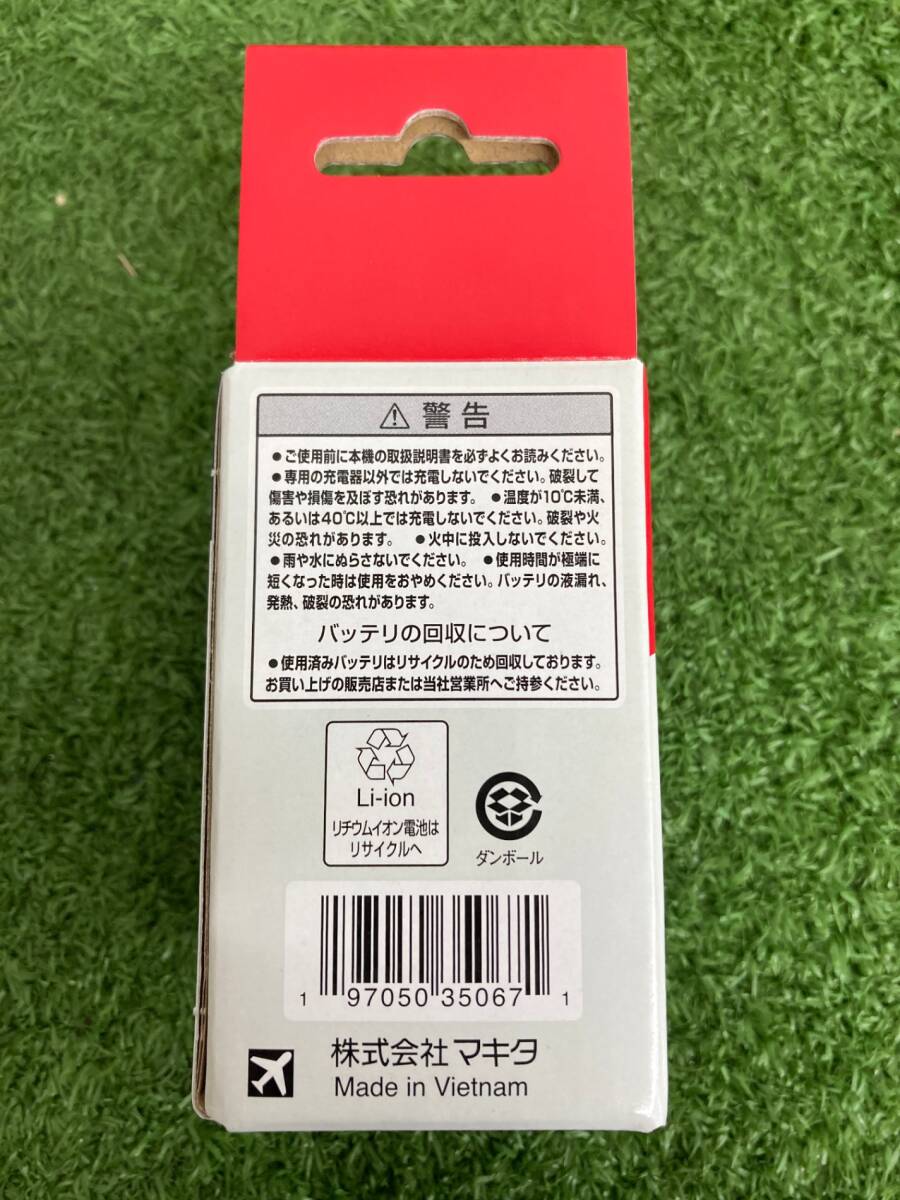 警告
●ご使用前に本機の取扱説明書を必ずよくお読みください。
●専用の充電器以外では充電しないでください。破裂して
傷害や損傷を及ぼす恐れがあります。 ●温度が10℃未満、
あるいは40℃以上では充電しないでください。破裂や火
災の恐れがあります。 ●火中に投入しないでください。
●雨や水にぬらさないでください。 ●使用時間が極端に
短くなった時は使用をおやめください。バッテリの液漏れ、
発熱、破裂の恐れがあります。
バッテリの回収について
●使用済みバッテリはリサイクルのため回収しております。
お買い上げの販売店または当社営業所へご持参ください。
Li-ion
リチウムイオン電池は
リサイクルへ
ダンボール
1 97050 35067 1
株式会社マキタ
Made in Vietnam